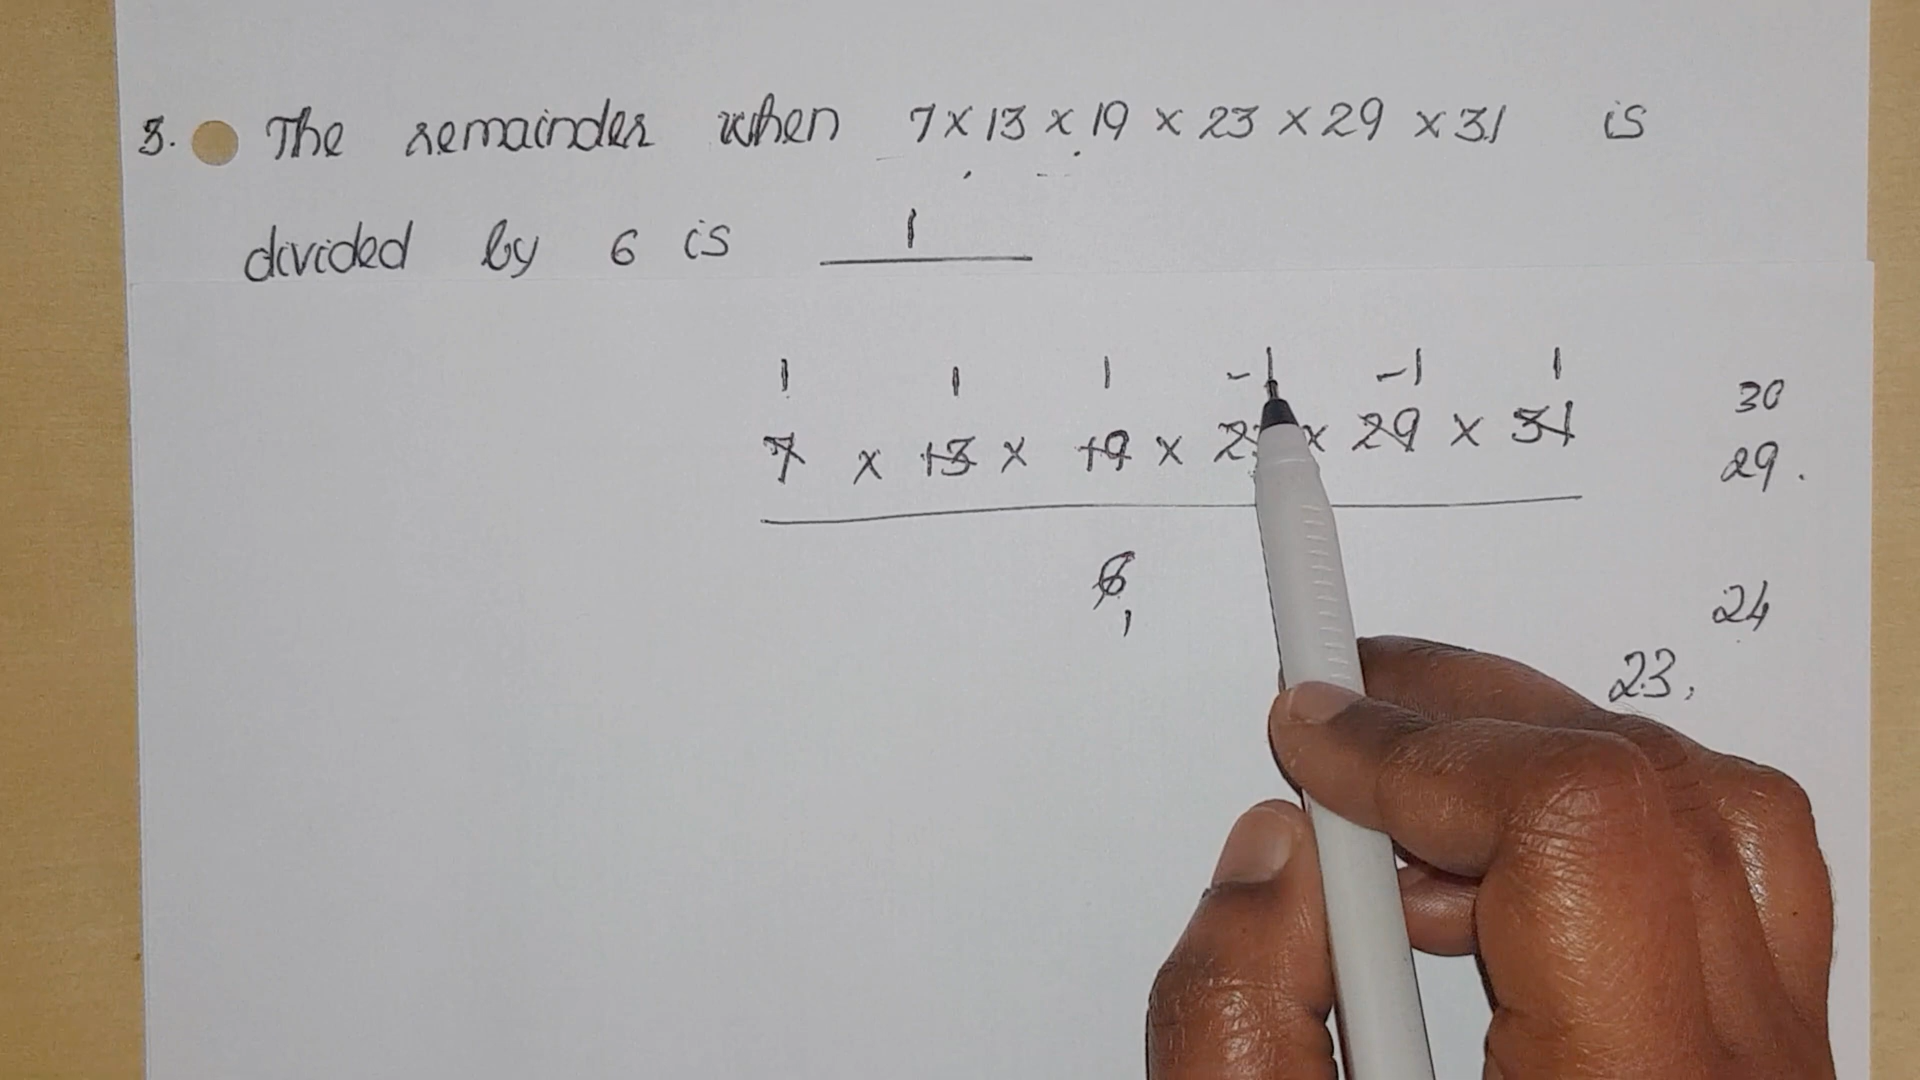 3. The remainder when 7 x 13 x 19 x 23 x 29 x 31 is
divided by 6 is 1
1 1 1 -1 -1 1
7 x 13 x 19 x 2 x 29 x 31
6
1
30
29.
24
23,